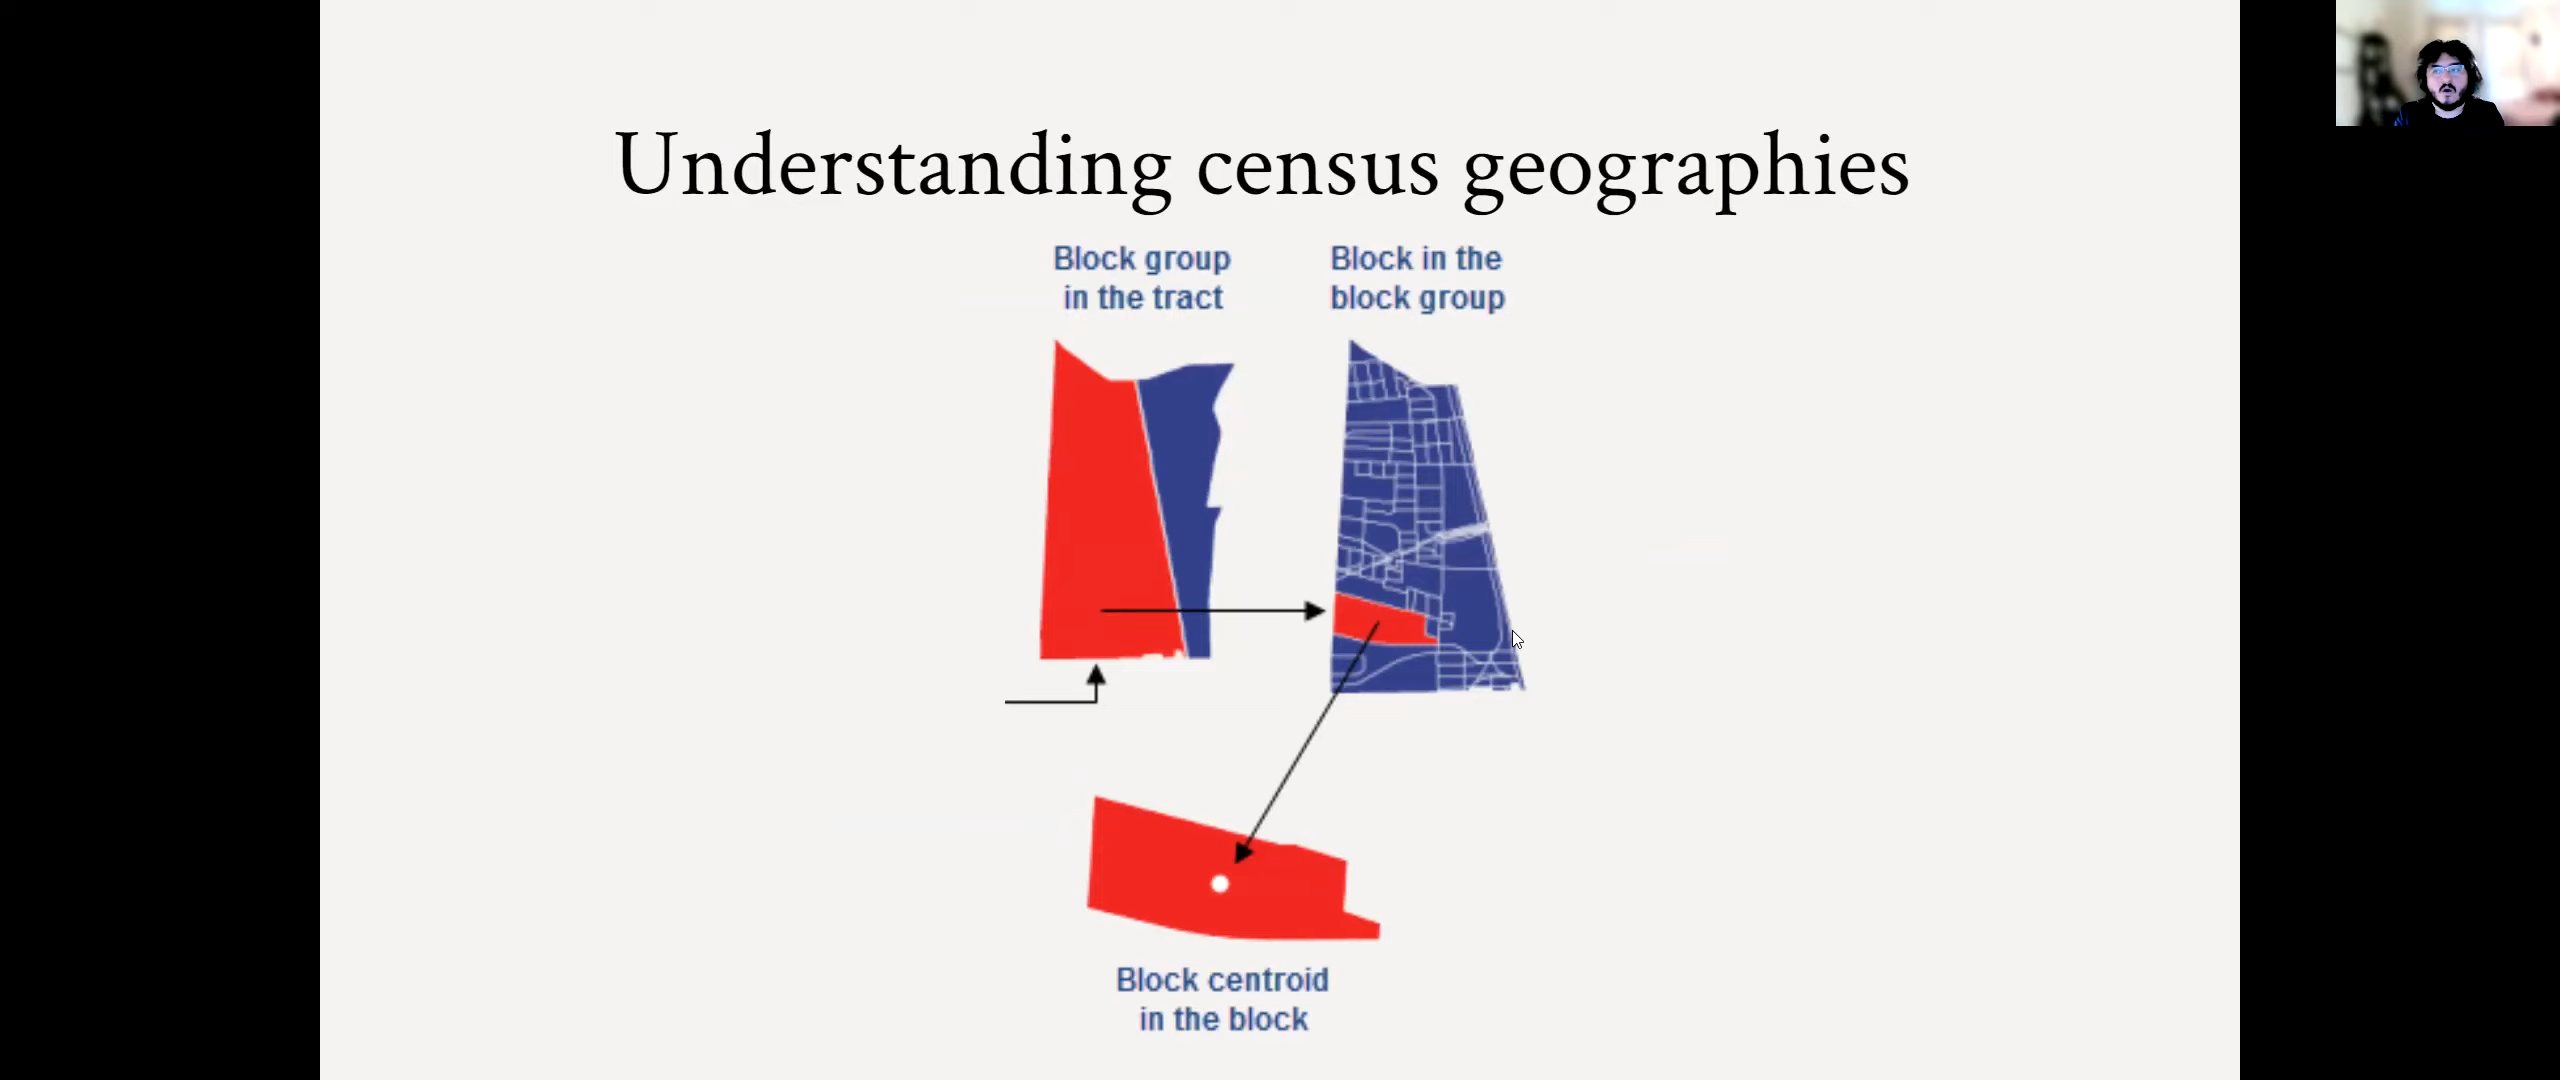 Understanding census geographies
Block group
in the tract
Block in the
block group
Block centroid
in the block